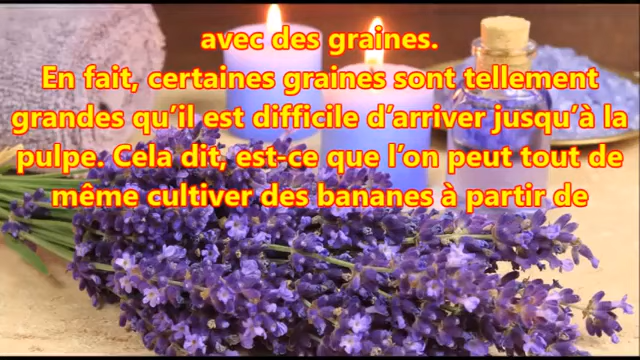 avec des graines.
En fait, certaines graines sont tellement
grandes qu’il est difficile d’arriver jusqu’à la
pulpe. Cela dit, est-ce que l’on peut tout de
même cultiver des bananes à partir de